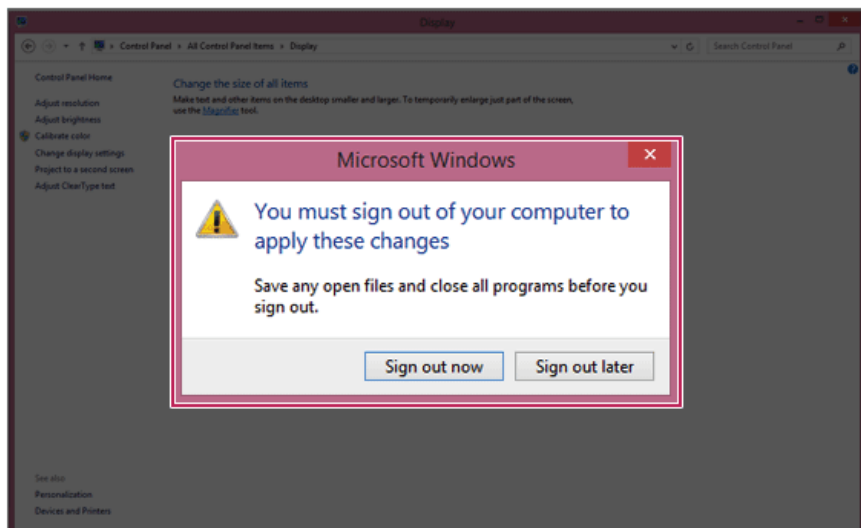 Display
Control Panel ▸ All Control Panel Items ▸ Display
Search Control Panel
Control Panel Home
Adjust resolution
Adjust brightness
Calibrate color
Change display settings
Project to a second screen
Adjust ClearType text
Change the size of all items
Make text and other items on the desktop smaller and larger. To temporarily enlarge just part of the screen,
use the Magnifier tool.
Microsoft Windows
You must sign out of your computer to
apply these changes
Save any open files and close all programs before you
sign out.
Sign out now
Sign out later
See also
Personalization
Devices and Printers